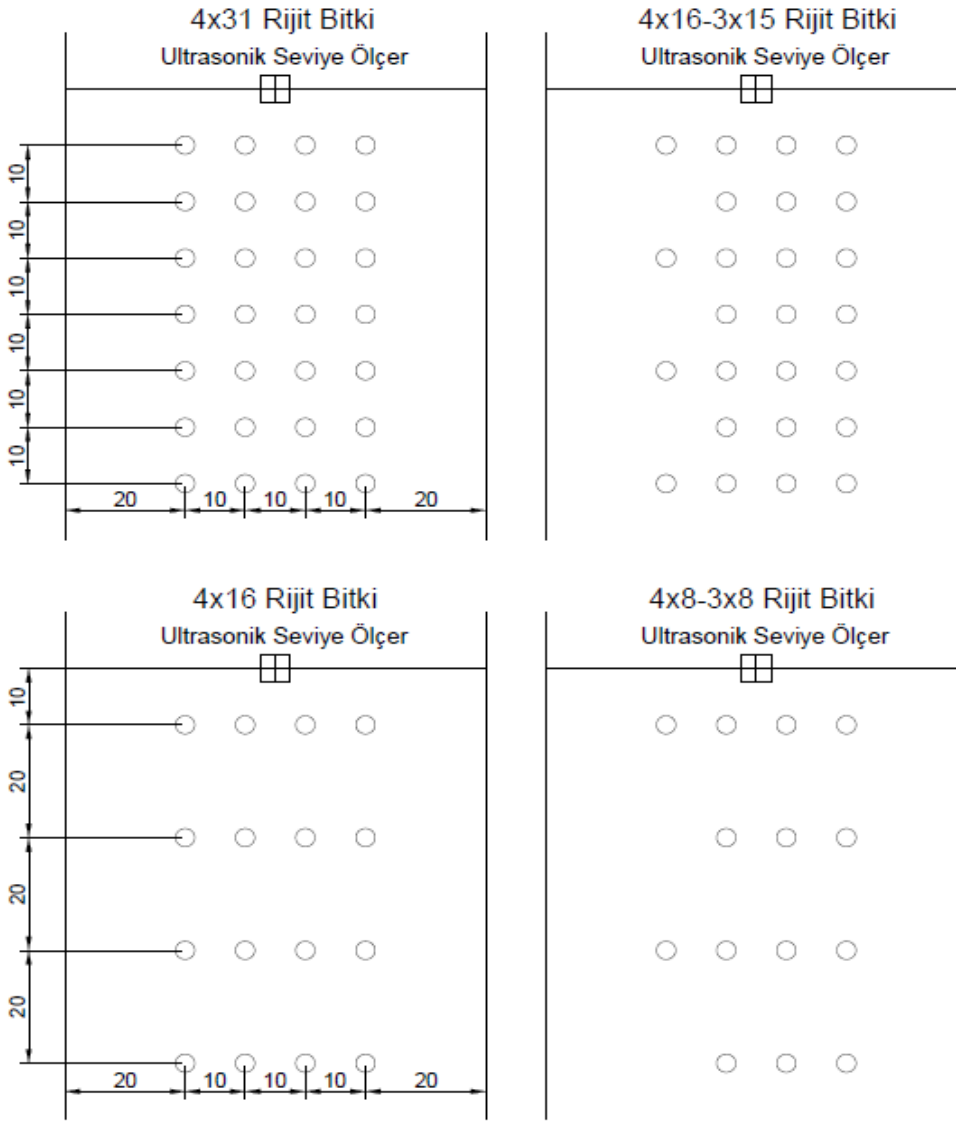 4x31 Rijit Bitki
Ultrasonik Seviye Ölçer
10
10
10
10
10
10
20 10 10 10 20
4x16-3x15 Rijit Bitki
Ultrasonik Seviye Ölçer
4x16 Rijit Bitki
Ultrasonik Seviye Ölçer
10
20
20
20
20 10 10 10 20
4x8-3x8 Rijit Bitki
Ultrasonik Seviye Ölçer